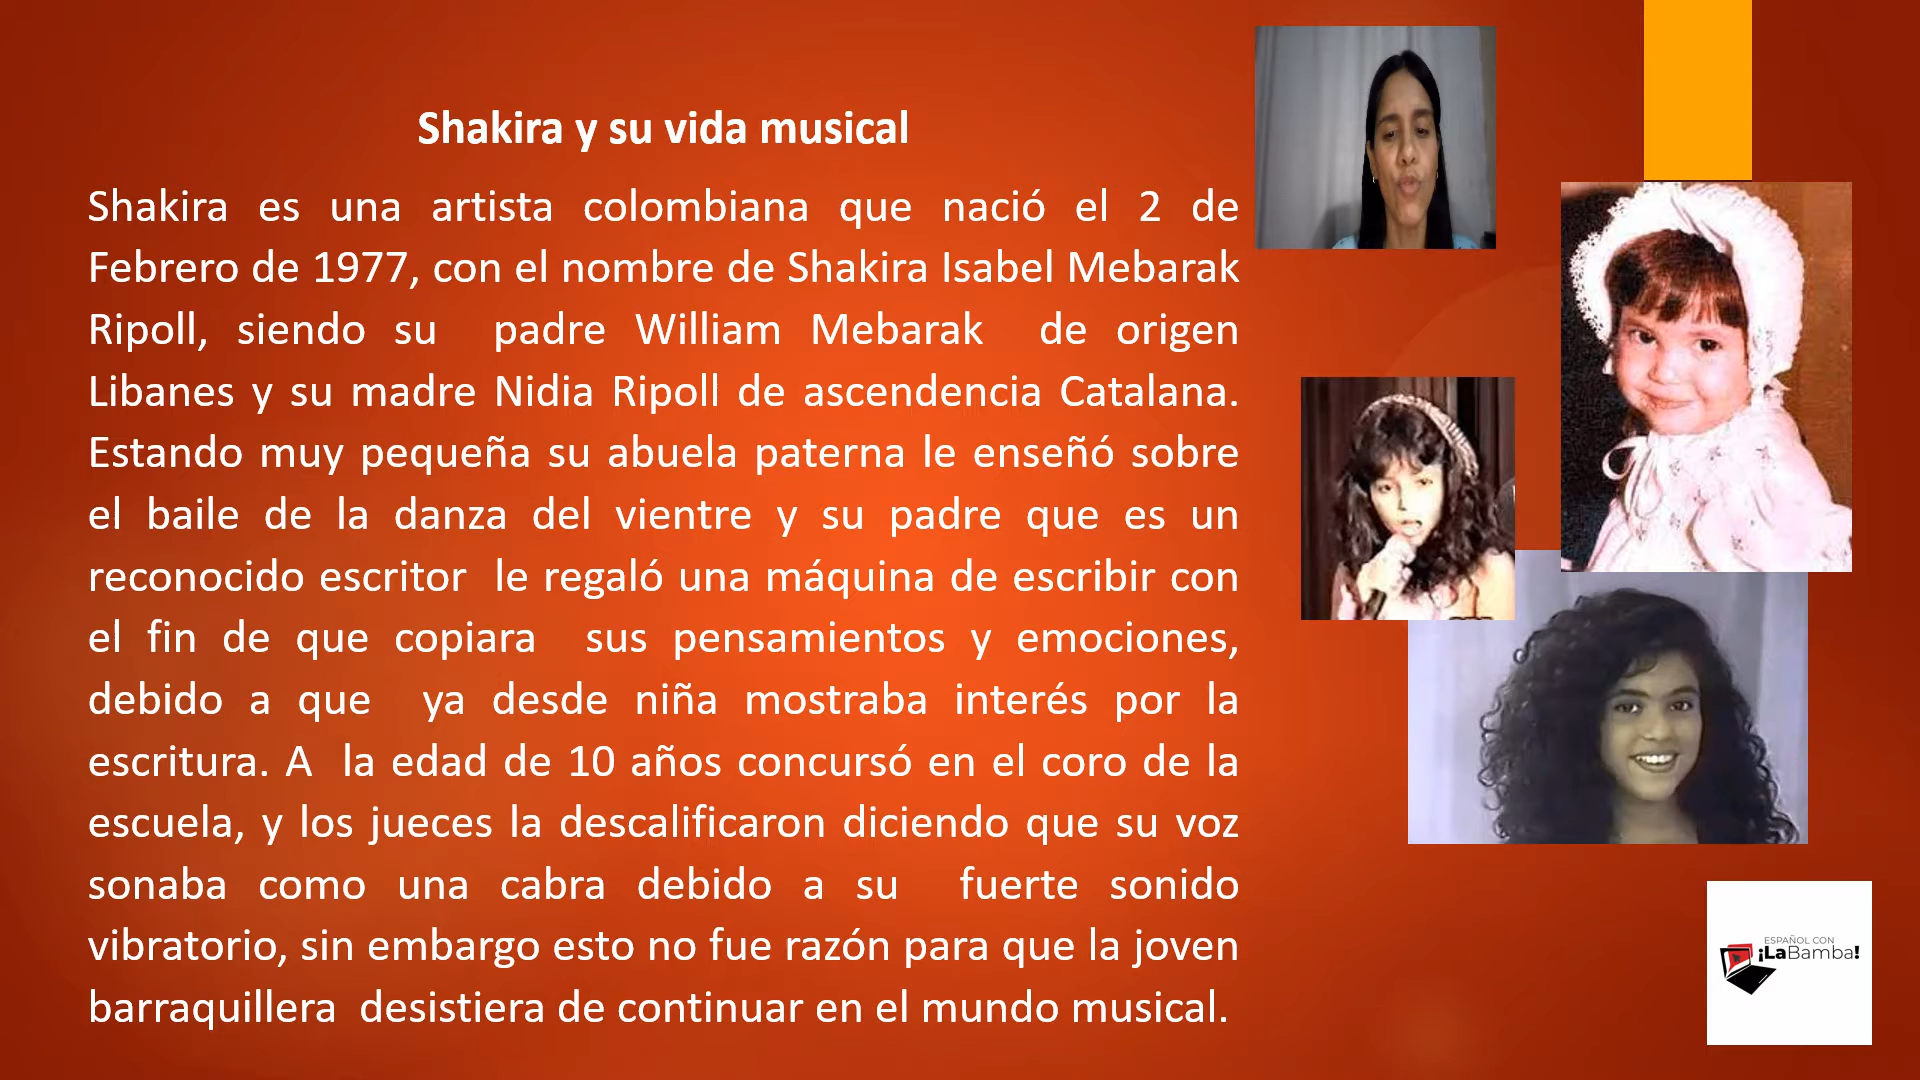 Shakira y su vida musical
Shakira es una artista colombiana que nació el 2 de
Febrero de 1977, con el nombre de Shakira Isabel Mebarak
Ripoll, siendo su padre William Mebarak de origen
Libanes y su madre Nidia Ripoll de ascendencia Catalana.
Estando muy pequeña su abuela paterna le enseñó sobre
el baile de la danza del vientre y su padre que es un
reconocido escritor le regaló una máquina de escribir con
el fin de que copiara sus pensamientos y emociones,
debido a que ya desde niña mostraba interés por la
escritura. A la edad de 10 años concursó en el coro de la
escuela, y los jueces la descalificaron diciendo que su voz
sonaba como una cabra debido a su fuerte sonido
vibratorio, sin embargo esto no fue razón para que la joven
barraquillera desistiera de continuar en el mundo musical.
ESPAÑOL CON
¡LaBamba!